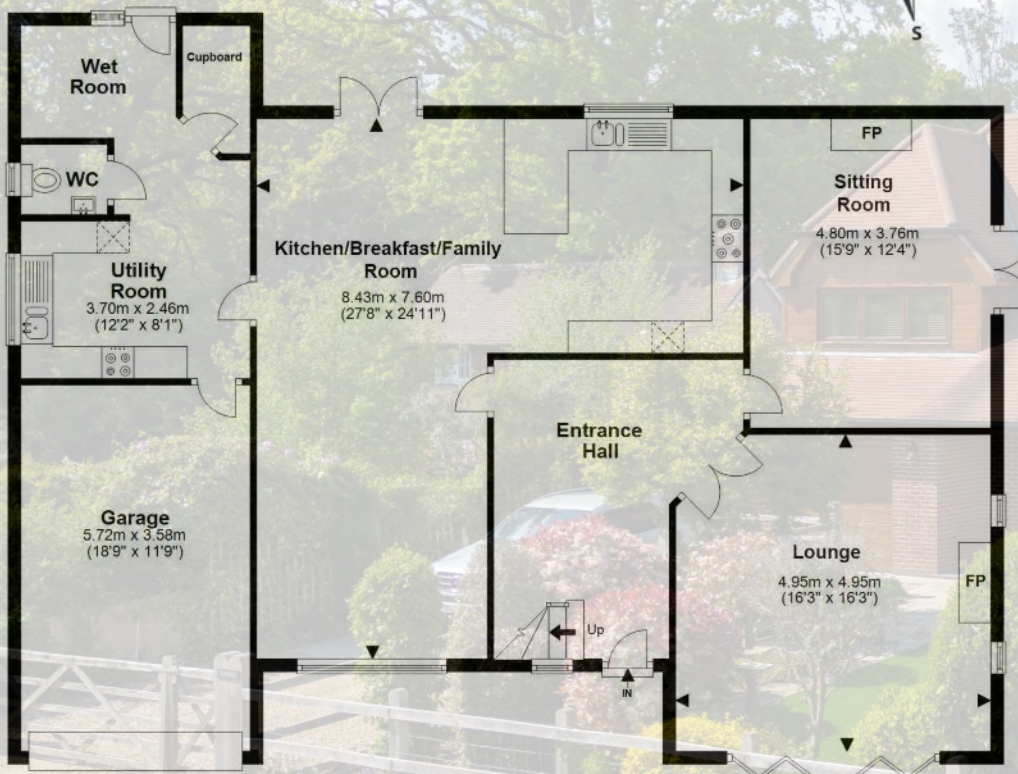 S
Wet
Room
Cupboard
WC
Utility
Room
3.70m x 2.46m
(12'2" x 8'1")
Kitchen/Breakfast/Family
Room
8.43m x 7.60m
(27'8" x 24'11")
FP
Sitting
Room
4.80m x 3.76m
(15'9" x 12'4")
Entrance
Hall
Garage
5.72m x 3.58m
(18'9" x 11'9")
Lounge
4.95m x 4.95m
(16'3" x 16'3")
FP
Up
IN